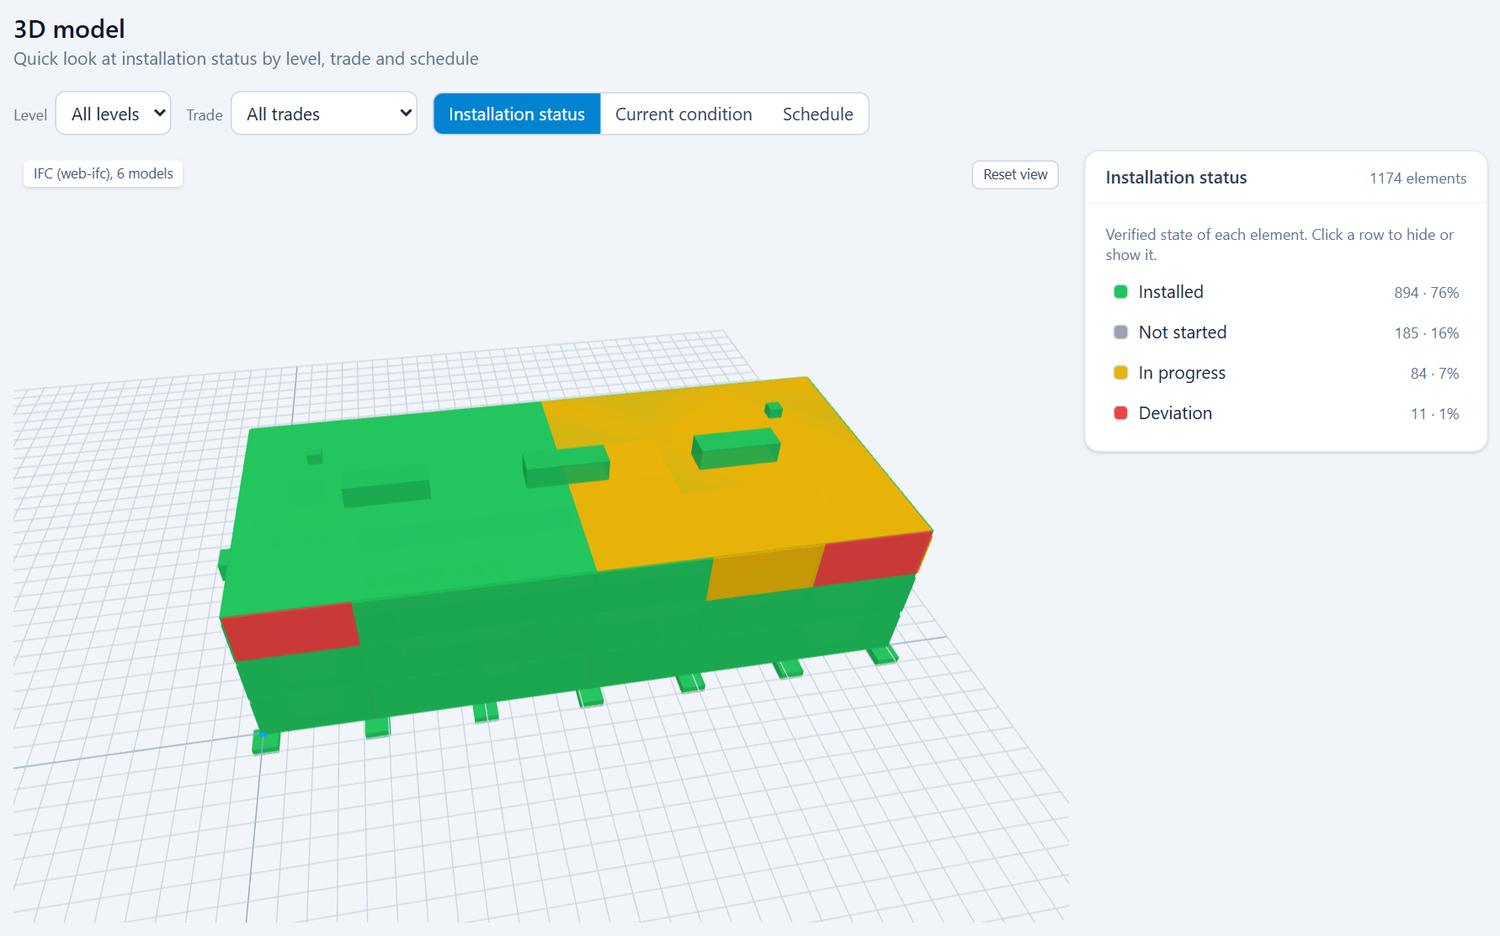 3D model
Quick look at installation status by level, trade and schedule
Level All levels Trade All trades Installation status Current condition Schedule
IFC (web-ifc), 6 models Reset view
Installation status 1174 elements
Verified state of each element. Click a row to hide or
show it.
Installed 894 · 76%
Not started 185 · 16%
In progress 84 · 7%
Deviation 11 · 1%